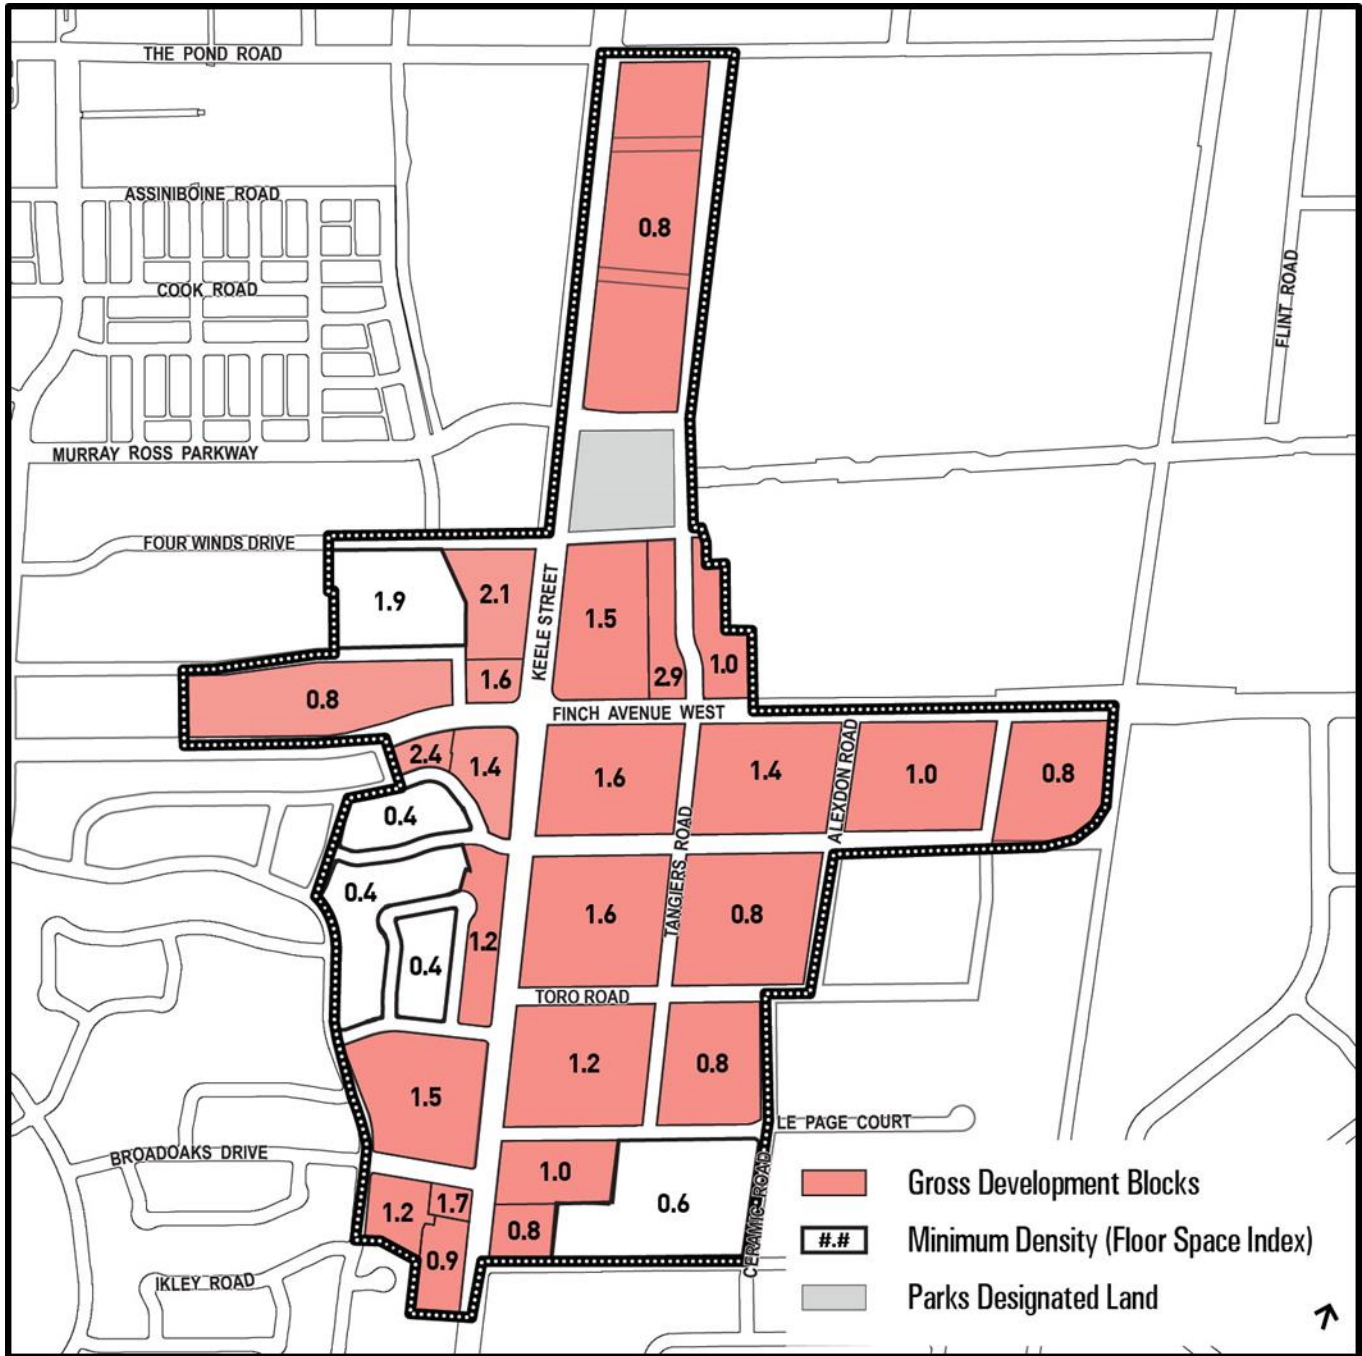 THE POND ROAD
ASSINIBOINE ROAD
0.8
COOK ROAD
FLINT ROAD
MURRAY ROSS PARKWAY
FOUR WINDS DRIVE
1.9
2.1
KEELE STREET
1.5
1.6
2.9
1.0
0.8
FINCH AVENUE WEST
2.4
1.4
1.6
1.4
ALEXDON ROAD
1.0
0.8
0.4
TANGIERS ROAD
0.4
1.2
1.6
0.8
0.4
TORO ROAD
1.5
1.2
0.8
LE PAGE COURT
BROADOAKS DRIVE
1.0
1.2
1.7
0.8
0.6
CERAMIC ROAD
0.9
IKLEY ROAD
Gross Development Blocks
#.# Minimum Density (Floor Space Index)
Parks Designated Land